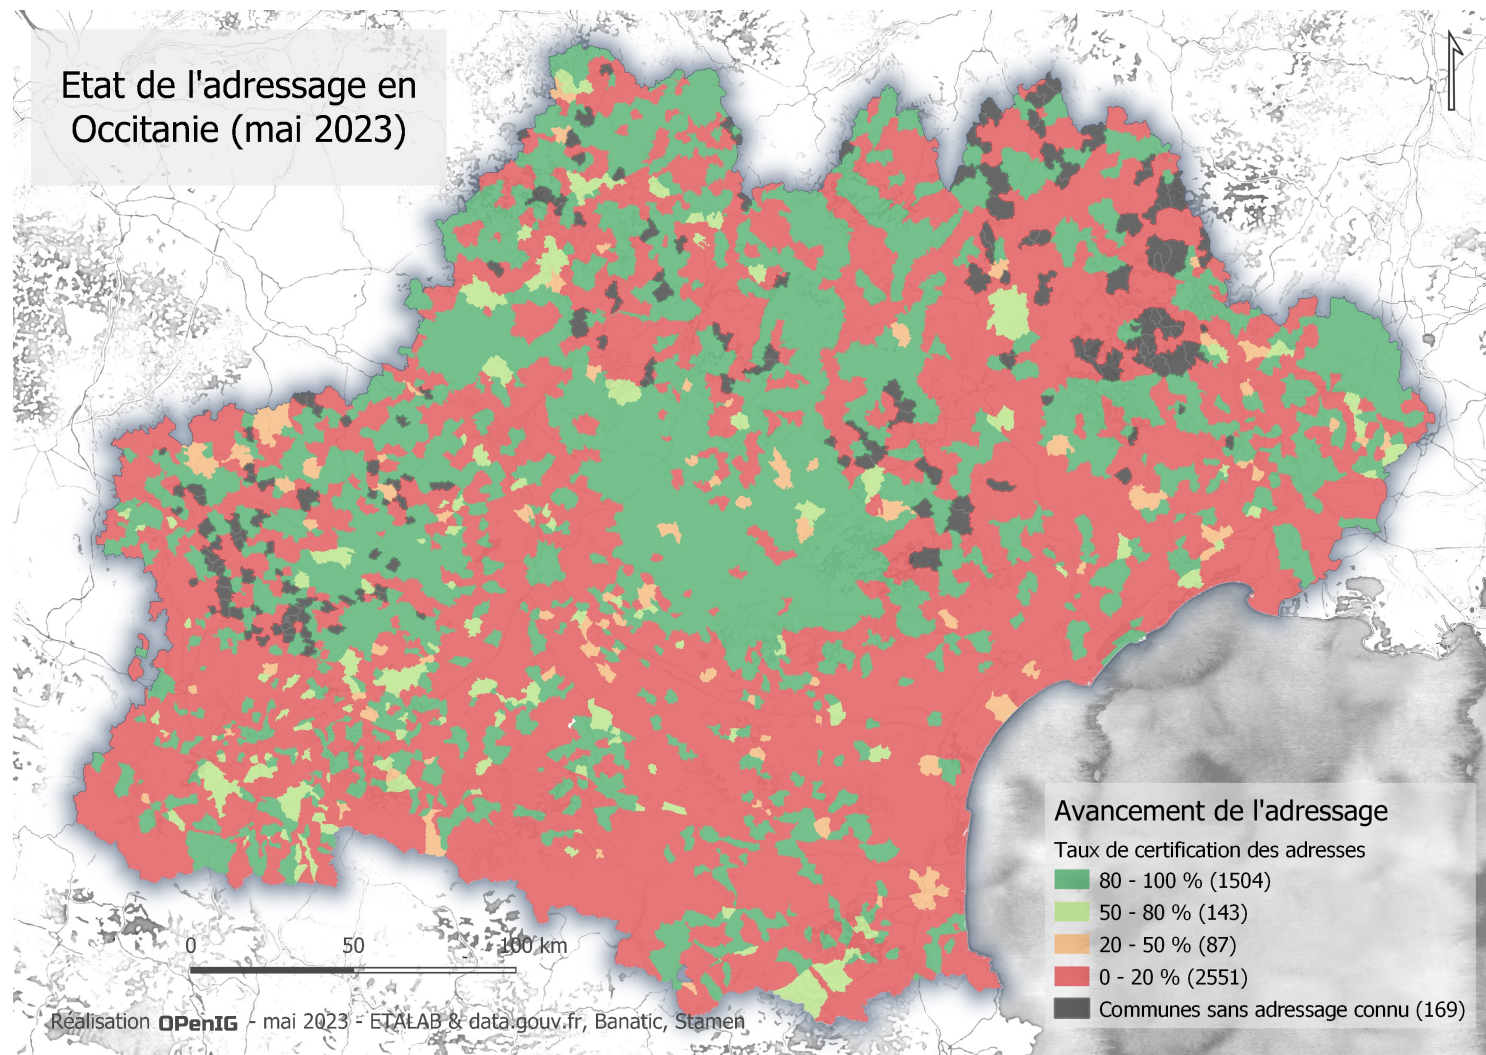 Etat de l'adressage en
Occitanie (mai 2023)
Avancement de l'adressage
Taux de certification des adresses
80 - 100 % (1504)
50 - 80 % (143)
20 - 50 % (87)
0 - 20 % (2551)
Communes sans adressage connu (169)
0 50 100 km
Réalisation OPenIG - mai 2023 - ETALAB & data.gouv.fr, Banatic, Stamen